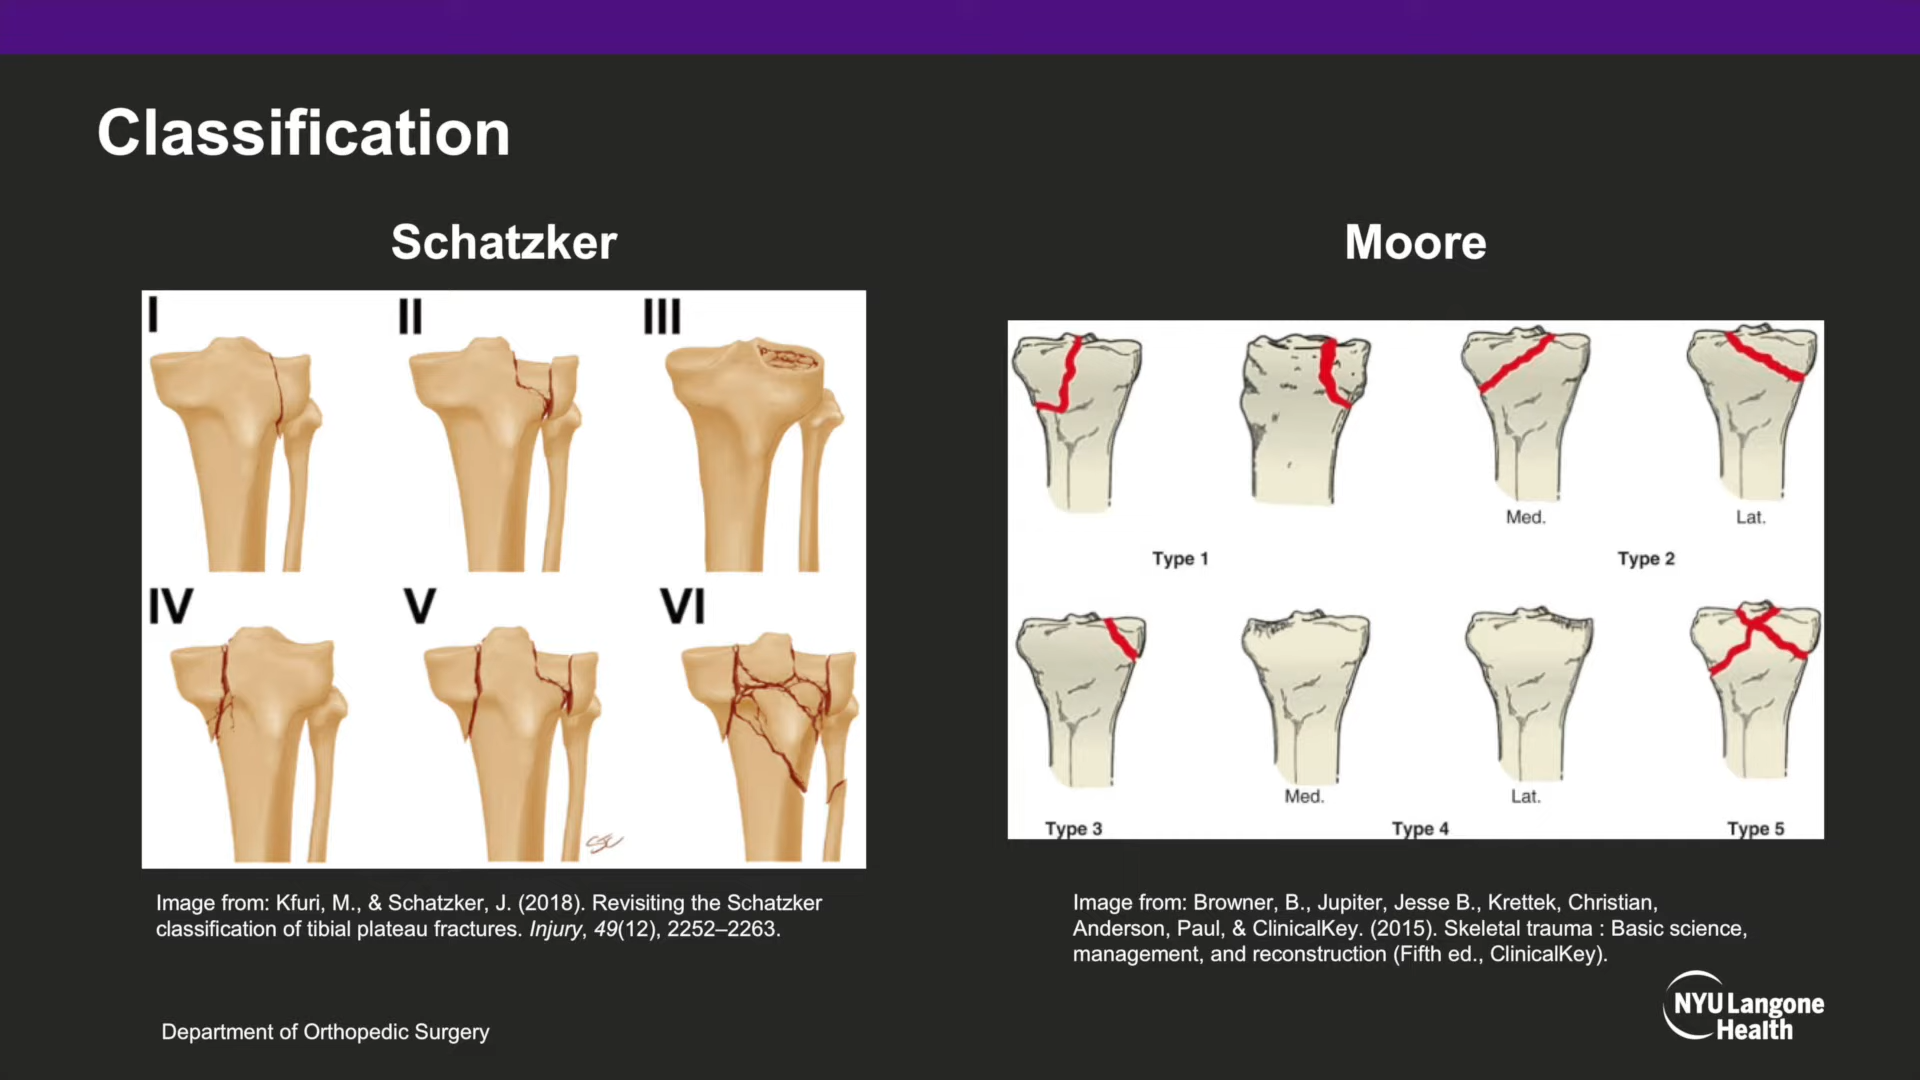 Classification
Schatzker
I
II
III
IV
V
VI
Image from: Kfuri, M., & Schatzker, J. (2018). Revisiting the Schatzker
classification of tibial plateau fractures. Injury, 49(12), 2252–2263.
Moore
Med.
Lat.
Type 1
Type 2
Med.
Lat.
Type 3
Type 4
Type 5
Image from: Browner, B., Jupiter, Jesse B., Krettek, Christian,
Anderson, Paul, & ClinicalKey. (2015). Skeletal trauma : Basic science,
management, and reconstruction (Fifth ed., ClinicalKey).
Department of Orthopedic Surgery
NYU Langone
Health